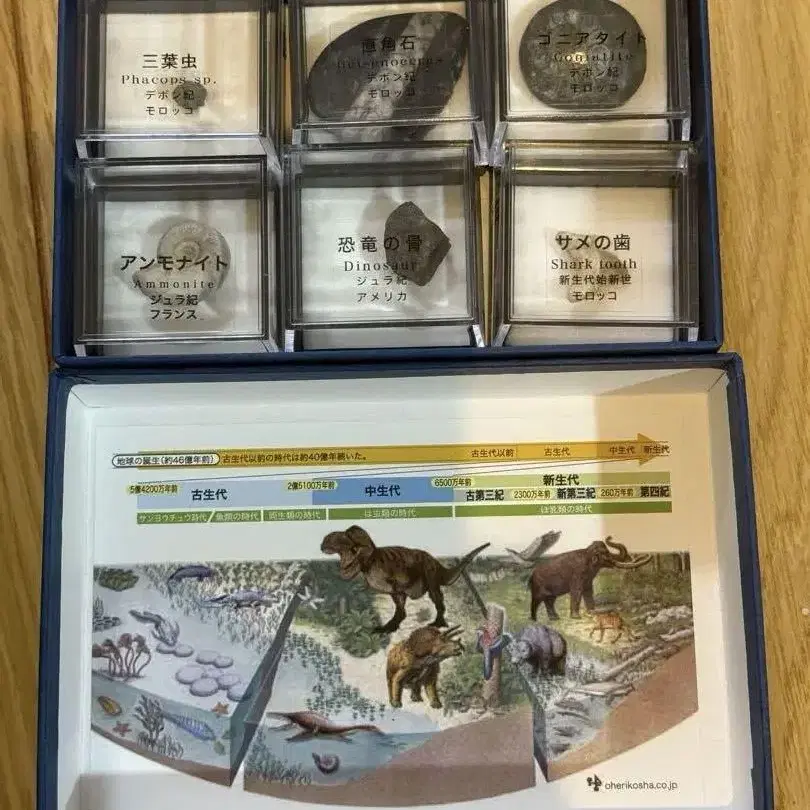 三葉虫
Phacops sp.
デボン紀
モロッコ
直角石
デボン紀
モロッコ
ゴニアタイト
Goniatite
デボン紀
モロッコ
アンモナイト
Ammonite
ジュラ紀
フランス
恐竜の骨
Dinosaur
ジュラ紀
アメリカ
サメの歯
Shark tooth
新生代始新世
モロッコ
地球の誕生(約46億年前) 古生代以前の時代は約40億年続いた。
古生代以前 古生代 中生代 新生代
5億4200万年前 古生代 2億5100万年前 中生代 6500万年前 新生代
古第三紀 2300万年前 新第三紀 260万年前 第四紀
サンヨウチュウ時代 魚類の時代 両生類の時代 は虫類の時代 ほ乳類の時代
oherikosha.co.jp